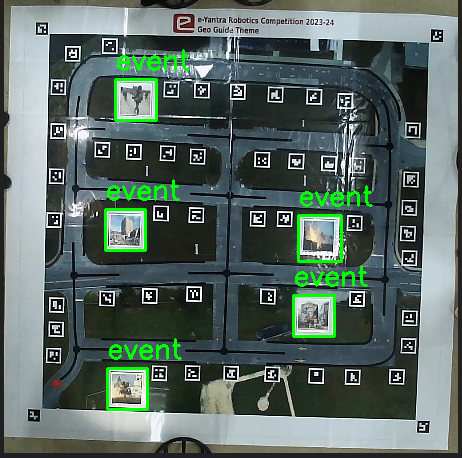 e-Yantra Robotics Competition 2023-24
Geo Guide Theme
event
event
event
event
event